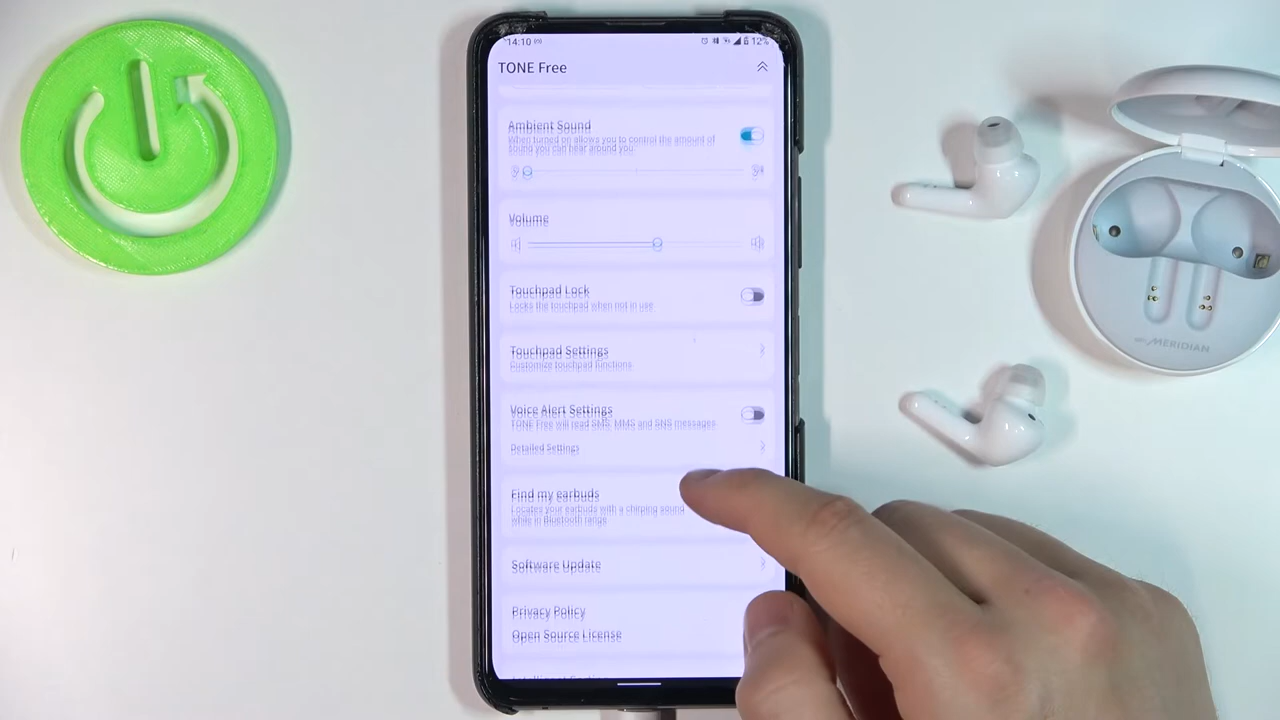 14:10
12%
TONE Free
Ambient Sound
When turned on allows you to control the amount of
sound you can hear around you.
Volume
Touchpad Lock
Locks the touchpad when not in use.
Touchpad Settings
Customize touchpad functions.
Voice Alert Settings
TONE Free will read SMS, MMS and SNS messages.
Detailed Settings
Find my earbuds
Locates your earbuds with a chirping sound
while in Bluetooth range
Software Update
Privacy Policy
Open Source License
MERIDIAN